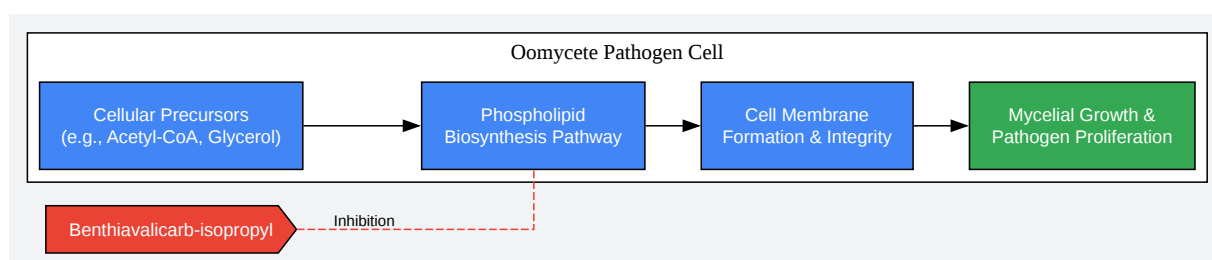 Oomycete Pathogen Cell
Cellular Precursors
(e.g., Acetyl-CoA, Glycerol)
Phospholipid
Biosynthesis Pathway
Cell Membrane
Formation & Integrity
Mycelial Growth &
Pathogen Proliferation
Benthiavalicarb-isopropyl
Inhibition